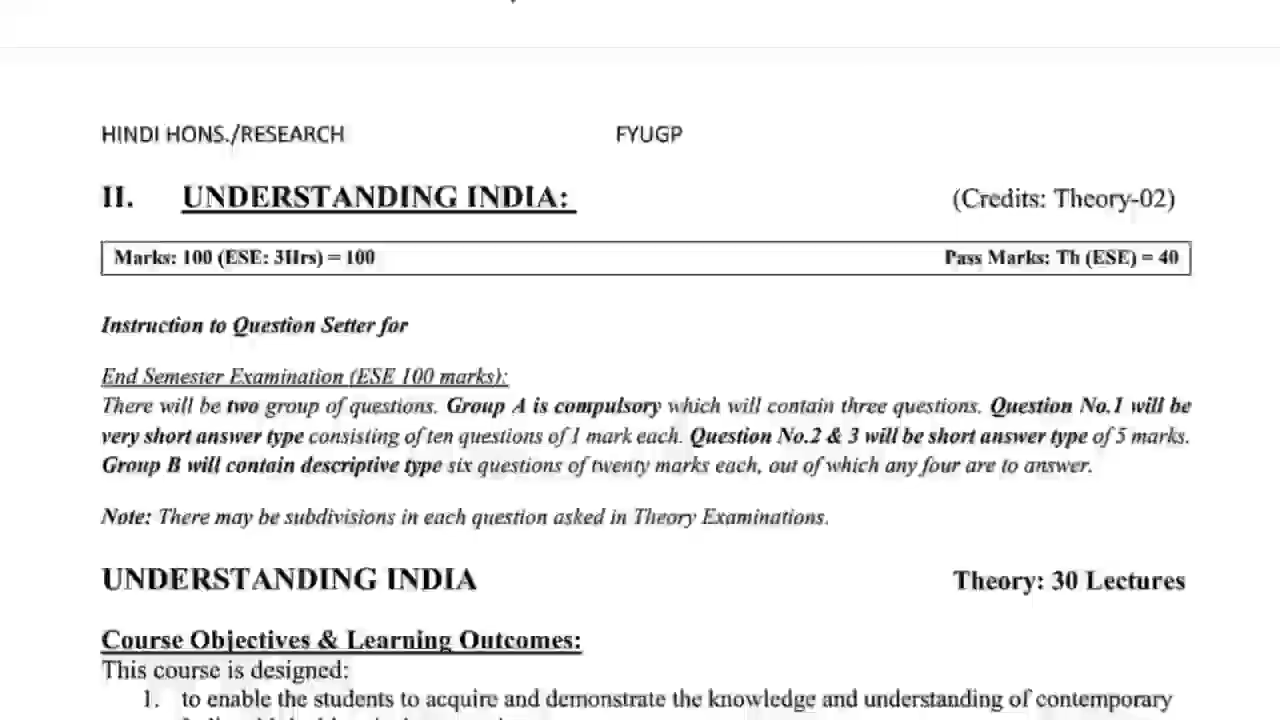 HINDI HONS./RESEARCH FYUGP
II. UNDERSTANDING INDIA: (Credits: Theory-02)
Marks: 100 (ESE: 3Hrs) = 100 Pass Marks: Th (ESE) = 40
Instruction to Question Setter for
End Semester Examination (ESE 100 marks):
There will be two group of questions. Group A is compulsory which will contain three questions. Question No.1 will be
very short answer type consisting of ten questions of 1 mark each. Question No.2 & 3 will be short answer type of 5 marks.
Group B will contain descriptive type six questions of twenty marks each, out of which any four are to answer.
Note: There may be subdivisions in each question asked in Theory Examinations.
UNDERSTANDING INDIA Theory: 30 Lectures
Course Objectives & Learning Outcomes:
This course is designed:
1. to enable the students to acquire and demonstrate the knowledge and understanding of contemporary